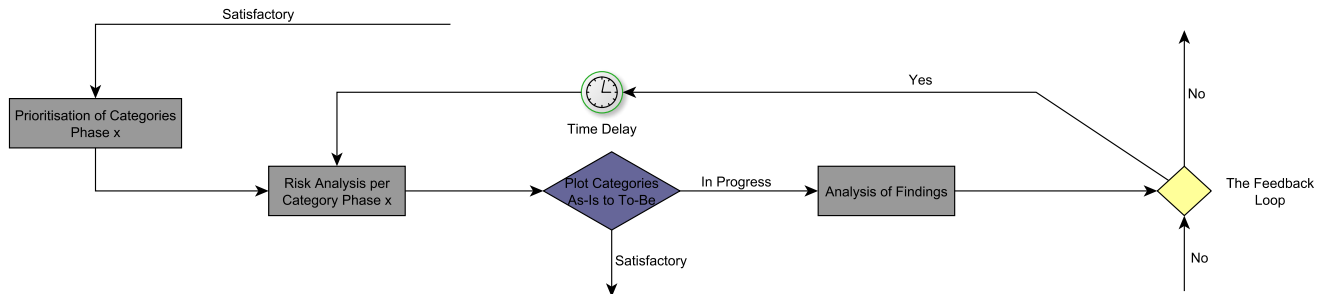 Satisfactory
Yes
Prioritisation of Categories
Phase x
No
Time Delay
Risk Analysis per
Category Phase x
Plot Categories
As-Is to To-Be
In Progress
Analysis of Findings
The Feedback
Loop
Satisfactory
No